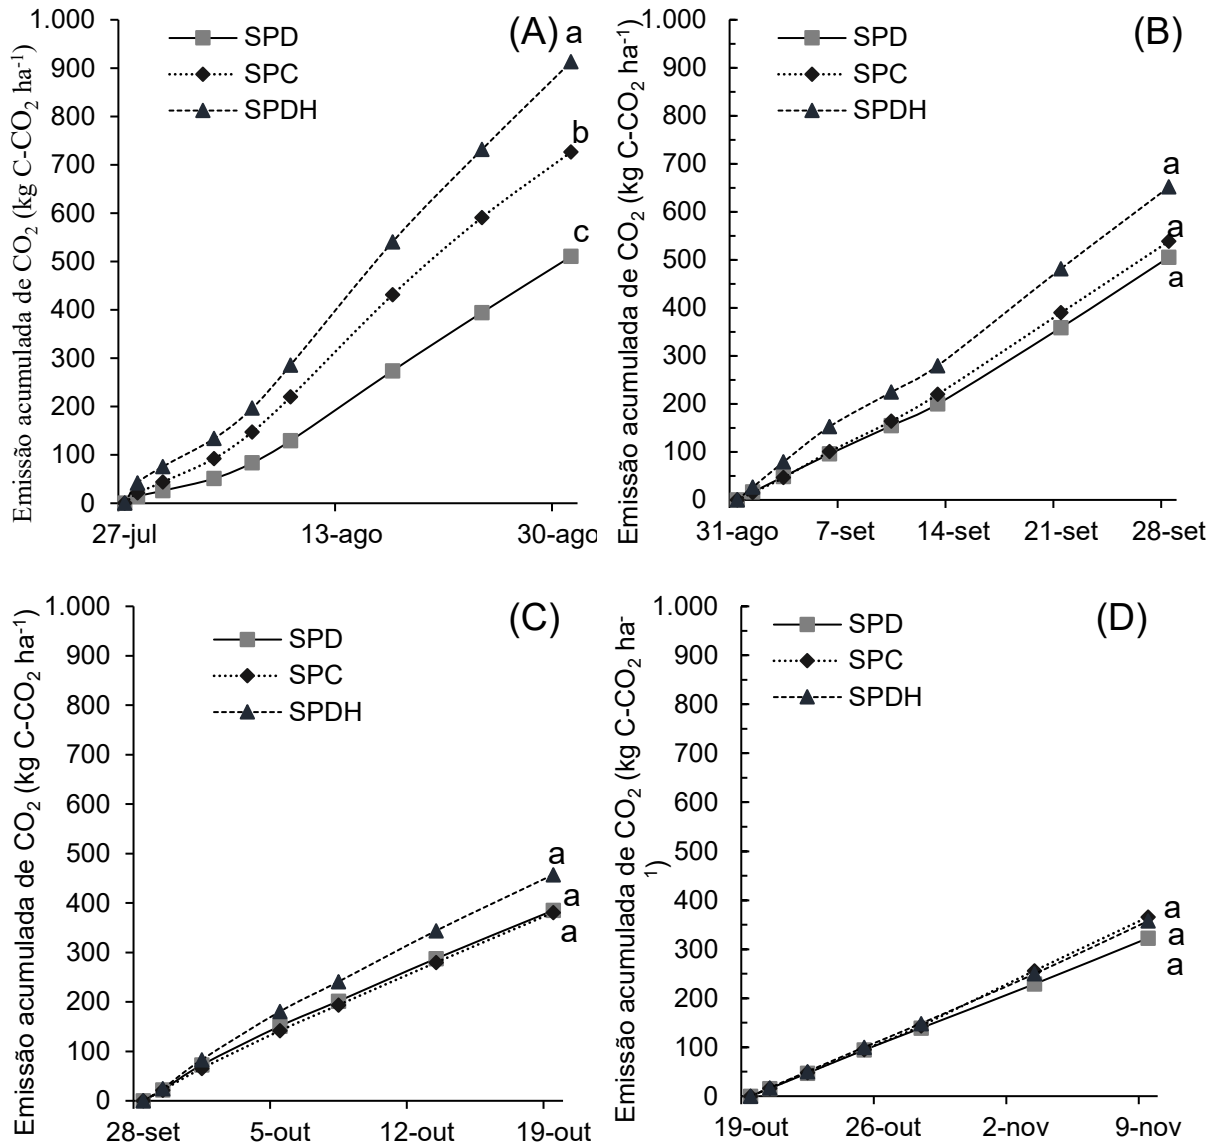 Emissão acumulada de CO₂ (kg C-CO₂ ha⁻¹)
1.000
900
800
700
600
500
400
300
200
100
0
27-jul
13-ago
30-ago
SPD
SPC
SPDH
(A)
a
b
c
Emissão acumulada de CO₂ (kg C-CO₂ ha⁻¹)
1.000
900
800
700
600
500
400
300
200
100
0
31-ago
7-set
14-set
21-set
28-set
SPD
SPC
SPDH
(B)
a
a
a
Emissão acumulada de CO₂ (kg C-CO₂ ha⁻¹)
1.000
900
800
700
600
500
400
300
200
100
0
28-set
5-out
12-out
19-out
SPD
SPC
SPDH
(C)
a
a
a
Emissão acumulada de CO₂ (kg C-CO₂ ha⁻
¹)
1.000
900
800
700
600
500
400
300
200
100
0
19-out
26-out
2-nov
9-nov
SPD
SPC
SPDH
(D)
a
a
a